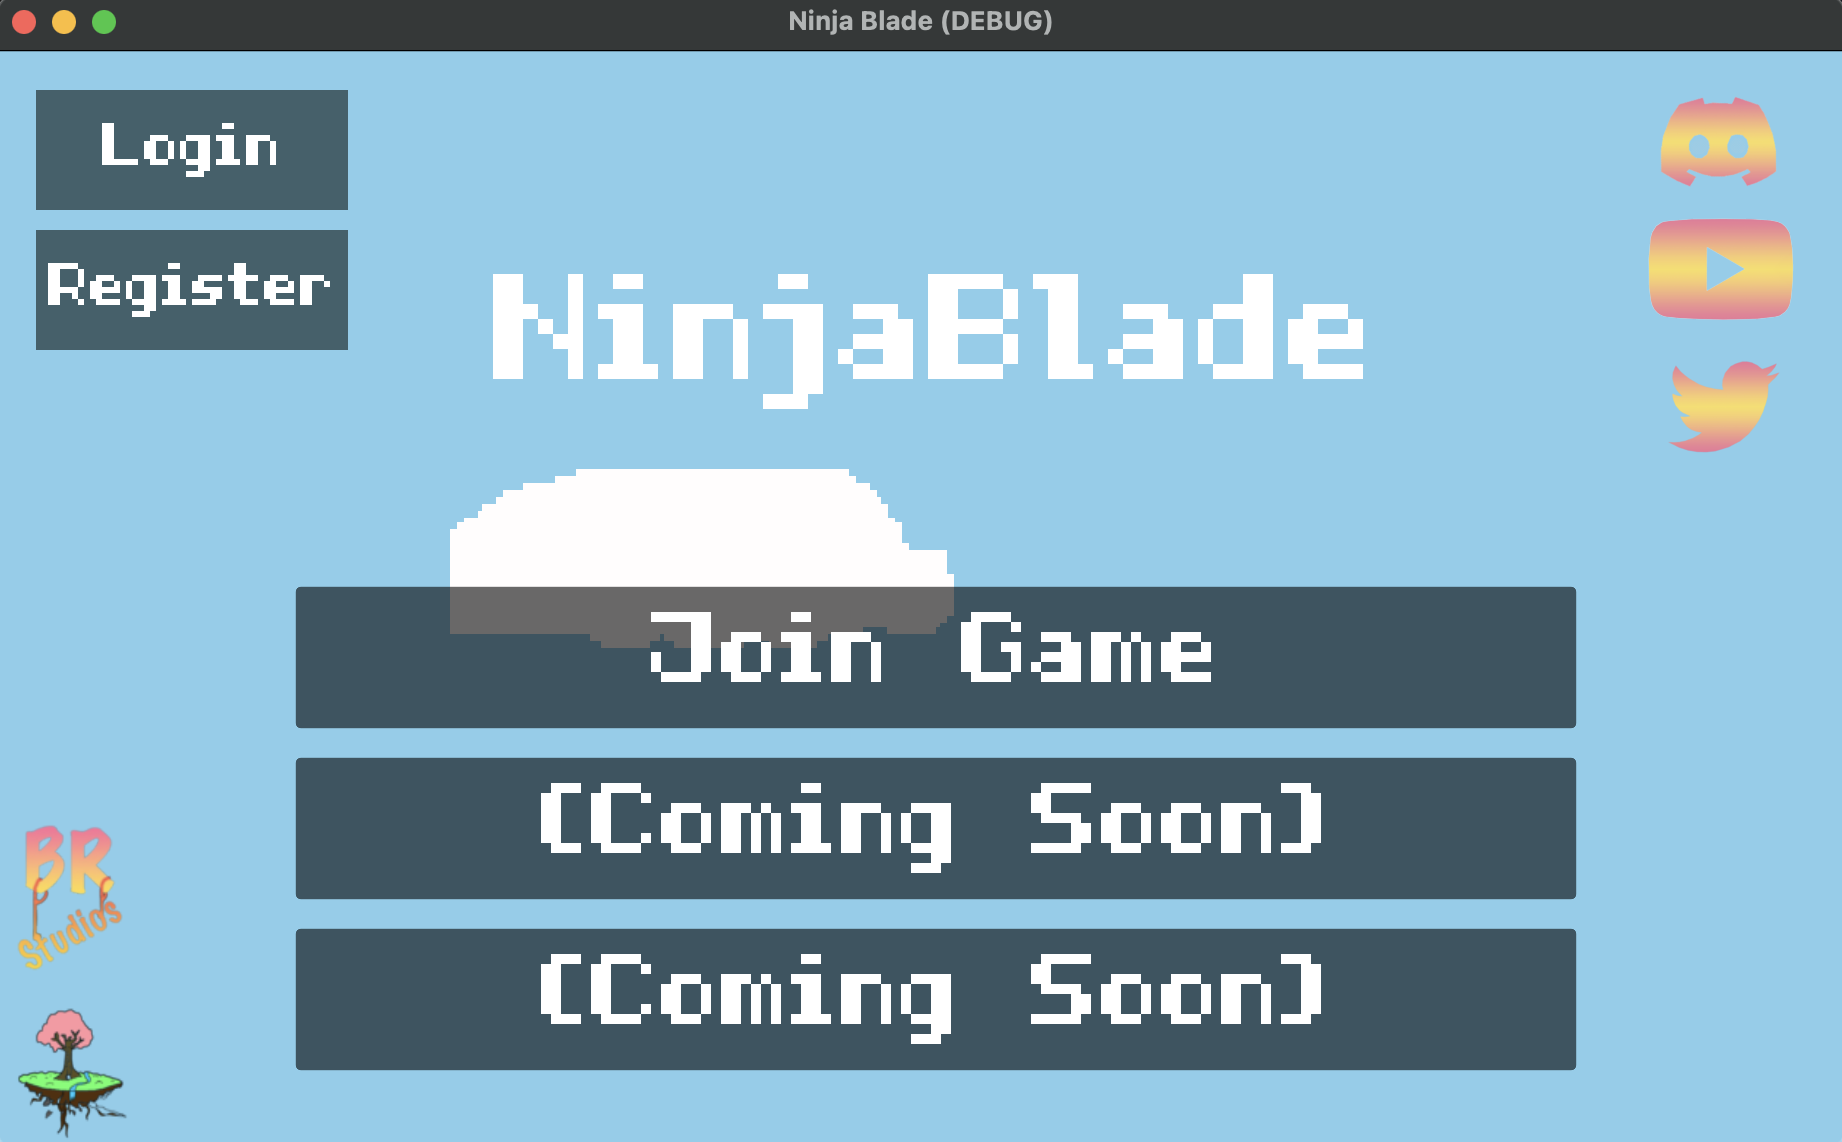 Ninja Blade (DEBUG)
Login
Register
NinjaBlade
Join Game
(Coming Soon)
(Coming Soon)
BR
Studios